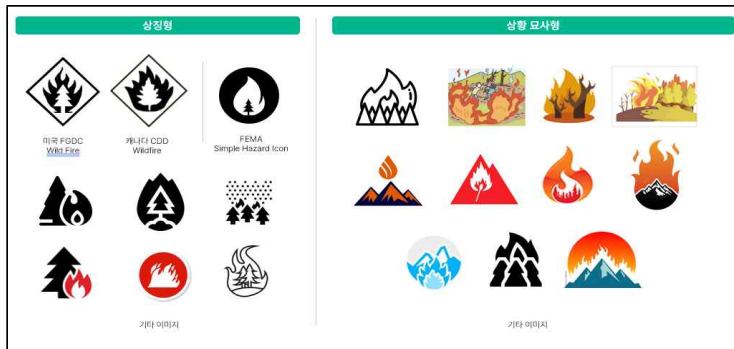 상징형
상황 묘사형
미국 FGDC
Wild Fire
캐나다 CDD
Wildfire
FEMA
Simple Hazard Icon
기타 이미지
기타 이미지